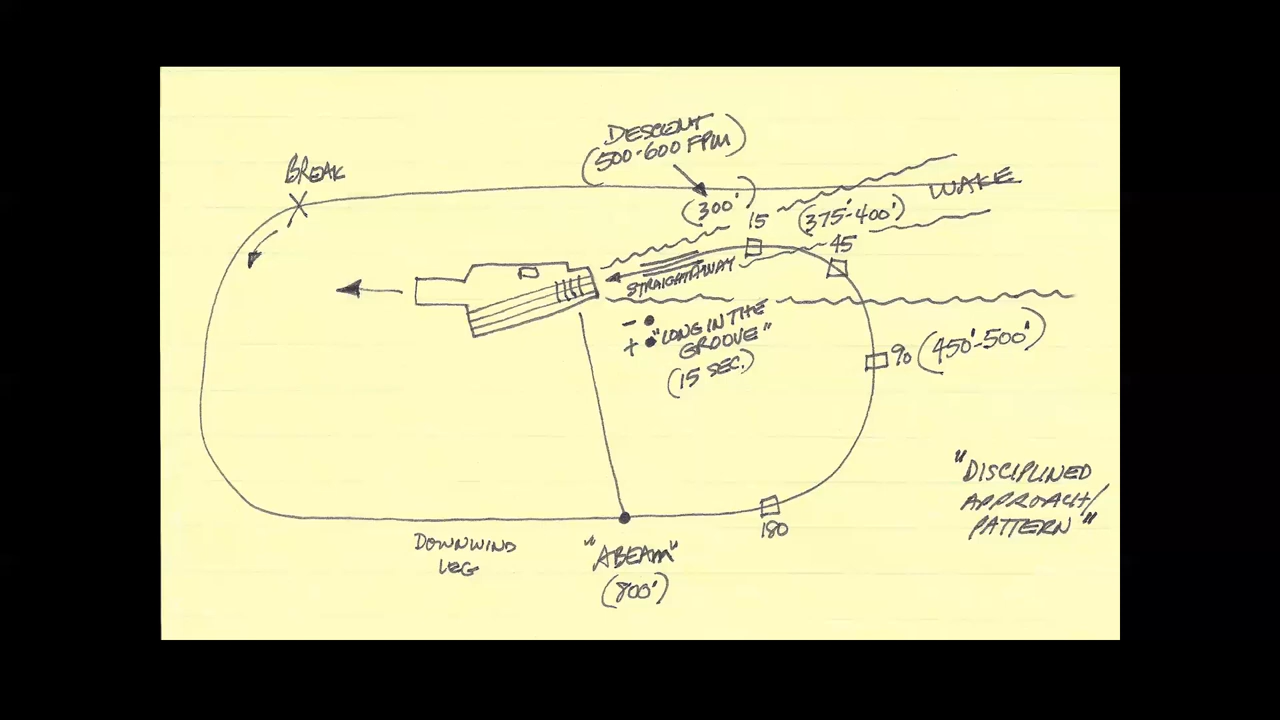 DESCENT
(500-600 FPM)
BREAK
WAKE
(300')
15
(375'-400')
45
STRAIGHTAWAY
-
+
"LONG IN THE
GROOVE"
(15 SEC.)
90 (450'-500')
"DISCIPLINED
APPROACH/
PATTERN"
180
DOWNWIND
LEG
"ABEAM"
(800')